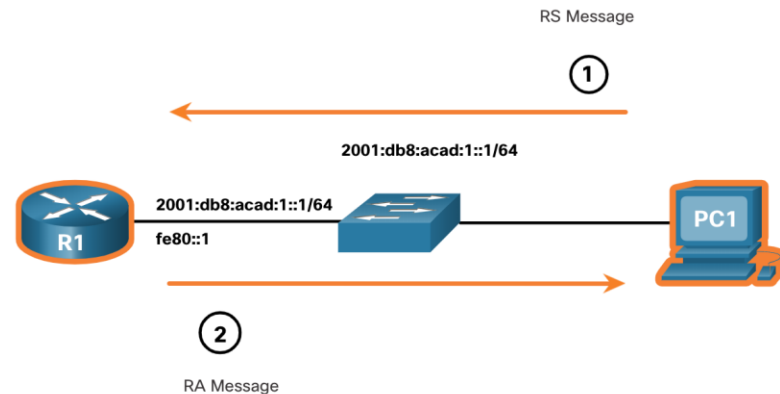 RS Message
1
2001:db8:acad:1::1/64
2001:db8:acad:1::1/64
R1
fe80::1
PC1
2
RA Message